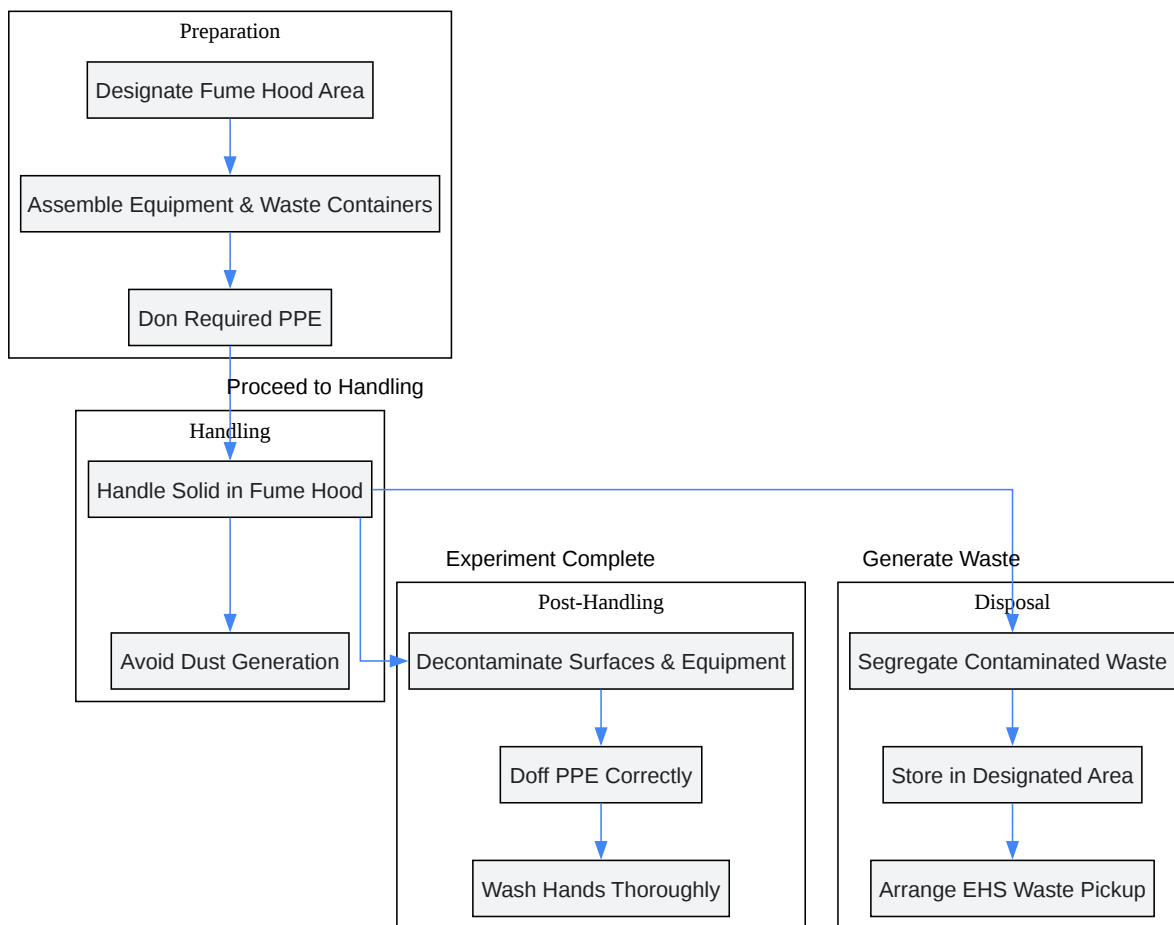 Preparation
Designate Fume Hood Area
Assemble Equipment & Waste Containers
Don Required PPE
Proceed to Handling
Handling
Handle Solid in Fume Hood
Avoid Dust Generation
Experiment Complete
Post-Handling
Decontaminate Surfaces & Equipment
Doff PPE Correctly
Wash Hands Thoroughly
Generate Waste
Disposal
Segregate Contaminated Waste
Store in Designated Area
Arrange EHS Waste Pickup